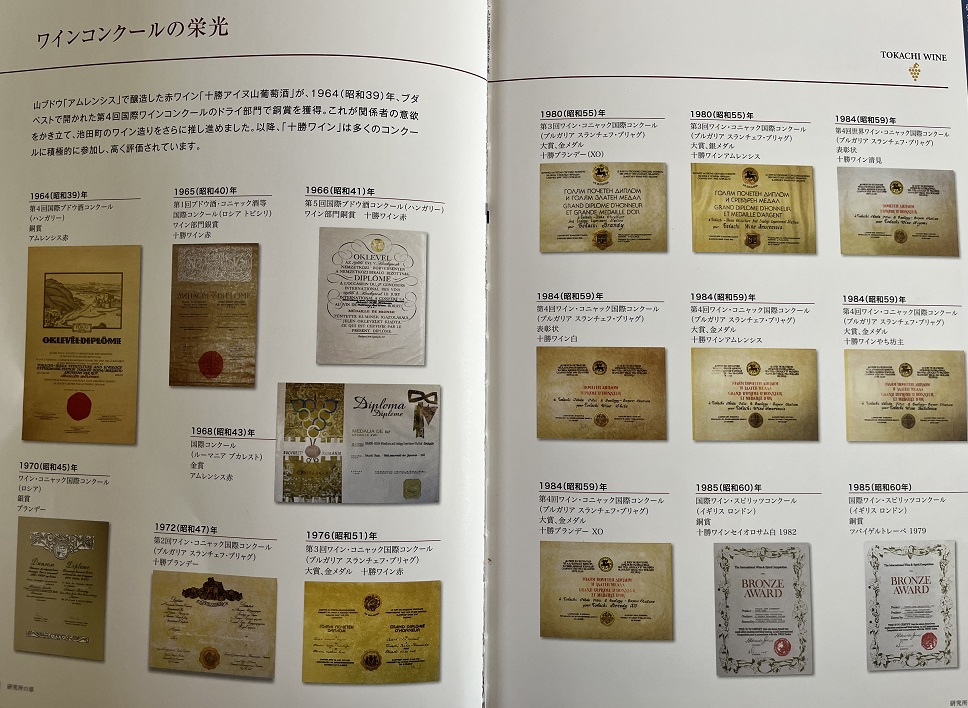 ワインコンクールの栄光
山ブドウ「アムレンシス」で醸造した赤ワイン「十勝アイヌ山葡萄酒」が、1964(昭和39)年、ブダ
ペストで開かれた第4回国際ワインコンクールのドライ部門で銅賞を獲得。これが関係者の意欲
をかき立て、池田町のワイン造りをさらに推し進めました。以降、「十勝ワイン」は多くのコンクー
ルに積極的に参加し、高く評価されています。
1964(昭和39)年
第4回国際ブドウ酒コンクール
(ハンガリー)
銅賞
アムレンシス赤
OKLEVÉL-DIPLÔME
1965(昭和40)年
第1回ブドウ・コニャック酒等
国際コンクール(ロシア トビシリ)
ワイン部門銀賞
十勝ワイン赤
1966(昭和41)年
第5回国際ブドウ酒コンクール(ハンガリー)
ワイン部門銅賞 十勝ワイン赤
OKLEVÉL
DIPLÔME
A L'OCCASION DU 5e CONCOURS
INTERNATIONAL DES VINS
MÉDAILLE DE BRONZE
1968(昭和43)年
国際コンクール
(ルーマニア ブカレスト)
金賞
アムレンシス赤
Diploma
Diplôme
1970(昭和45)年
ワイン・コニャック国際コンクール
(ロシア)
銀賞
ブランデー
1972(昭和47)年
第2回ワイン・コニャック国際コンクール
(ブルガリア スランチェフ・ブリャグ)
十勝ブランデー
1976(昭和51)年
第3回ワイン・コニャック国際コンクール
(ブルガリア スランチェフ・ブリャグ)
大賞、金メダル 十勝ワイン赤
GRAND DIPLOME
D'HONNEUR
研究所の章
TOKACHI WINE
1980(昭和55)年
第3回ワイン・コニャック国際コンクール
(ブルガリア スランチェフ・ブリャグ)
大賞、金メダル
十勝ブランデー(XO)
ГОЛЯМ ПОЧЕТЕН ДИПЛОМ
И ГОЛЯМ ЗЛАТЕН МЕДАЛ
GRAND DIPLOME D'HONNEUR
ET GRANDE MEDAILLE D'OR
1980(昭和55)年
第3回ワイン・コニャック国際コンクール
(ブルガリア スランチェフ・ブリャグ)
大賞、銀メダル
十勝ワインアムレンシス
ГОЛЯМ ПОЧЕТЕН ДИПЛОМ
И СРЕБЪРЕН МЕДАЛ
GRAND DIPLOME D'HONNEUR
ET MEDAILLE D'ARGENT
1984(昭和59)年
第4回世界ワイン・コニャック国際コンクール
(ブルガリア スランチェフ・ブリャグ)
表彰状
十勝ワイン清見
1984(昭和59)年
第4回ワイン・コニャック国際コンクール
(ブルガリア スランチェフ・ブリャグ)
表彰状
十勝ワイン白
1984(昭和59)年
第4回ワイン・コニャック国際コンクール
(ブルガリア スランチェフ・ブリャグ)
大賞、金メダル
十勝ワインアムレンシス
1984(昭和59)年
第4回ワイン・コニャック国際コンクール
(ブルガリア スランチェフ・ブリャグ)
大賞、金メダル
十勝ワインやち坊主
1984(昭和59)年
第4回ワイン・コニャック国際コンクール
(ブルガリア スランチェフ・ブリャグ)
大賞、金メダル
十勝ブランデー XO
1985(昭和60)年
国際ワイン・スピリッツコンクール
(イギリス ロンドン)
銅賞
十勝ワインセイオロサム白 1982
The International Wine & Spirit Competition
BRONZE
AWARD
1985(昭和60)年
国際ワイン・スピリッツコンクール
(イギリス ロンドン)
銅賞
ツバイゲルトレーベ 1979
The International Wine & Spirit Competition
BRONZE
AWARD
研究所